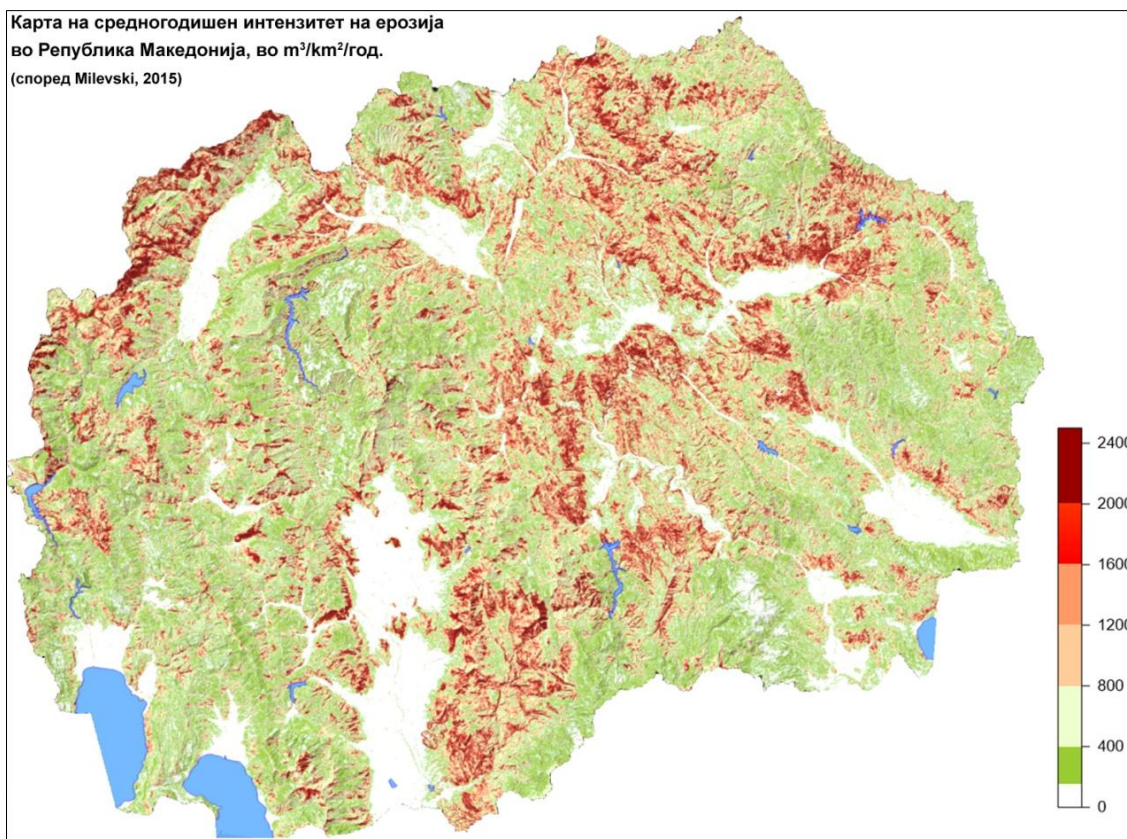 Карта на средногодишен интензитет на ерозија
во Република Македонија, во m³/km²/год.
(според Milevski, 2015)
2400
2000
1600
1200
800
400
0